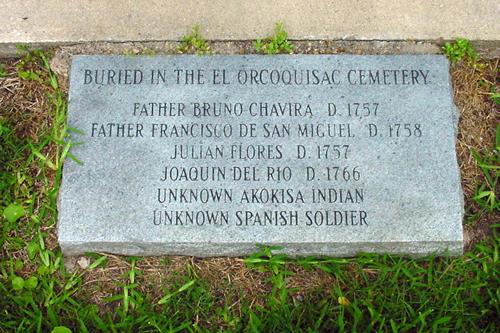 BURIED IN THE EL ORCOQUISAC CEMETERY
FATHER BRUNO CHAVIRA D. 1757
FATHER FRANCISCO DE SAN MIGUEL D. 1758
JULIAN FLORES D. 1757
JOAQUIN DEL RIO D. 1766
UNKNOWN AKOKISA INDIAN
UNKNOWN SPANISH SOLDIER